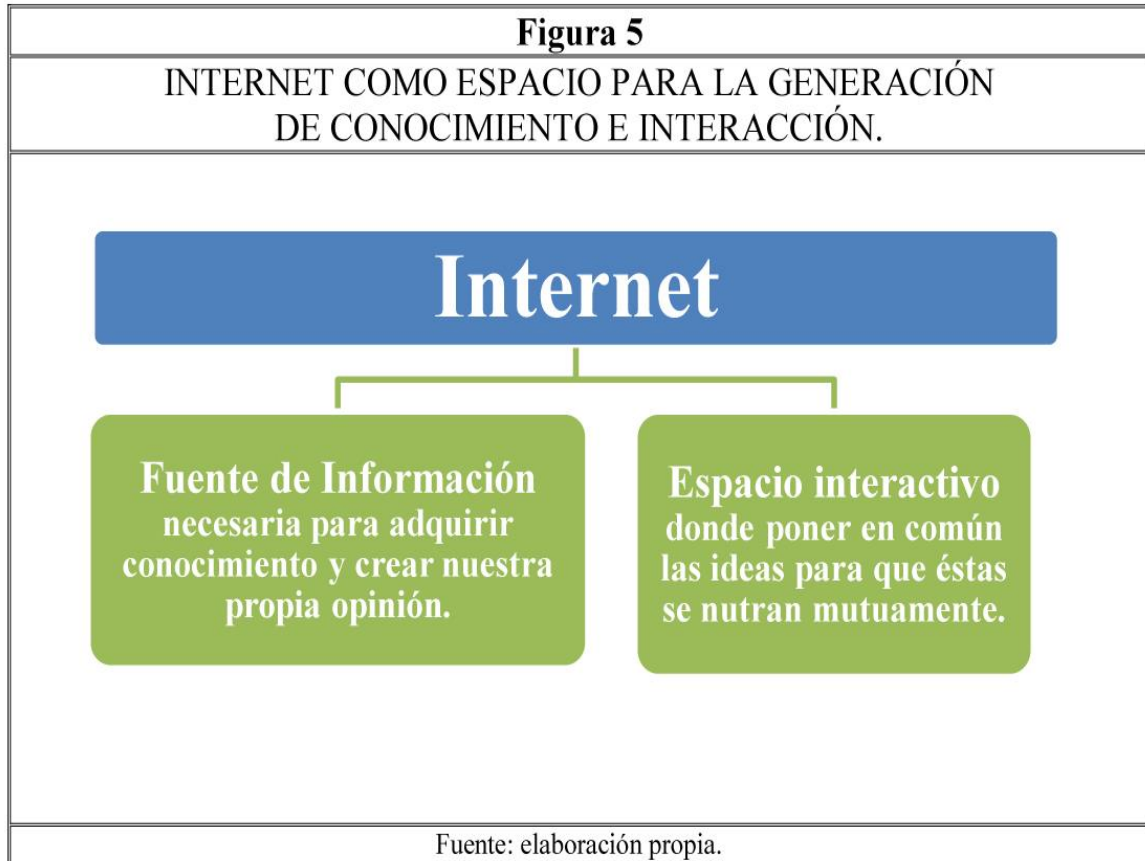 Figura 5
INTERNET COMO ESPACIO PARA LA GENERACIÓN
DE CONOCIMIENTO E INTERACCIÓN.
Internet
Fuente de Información
necesaria para adquirir
conocimiento y crear nuestra
propia opinión.
Espacio interactivo
donde poner en común
las ideas para que éstas
se nutran mutuamente.
Fuente: elaboración propia.